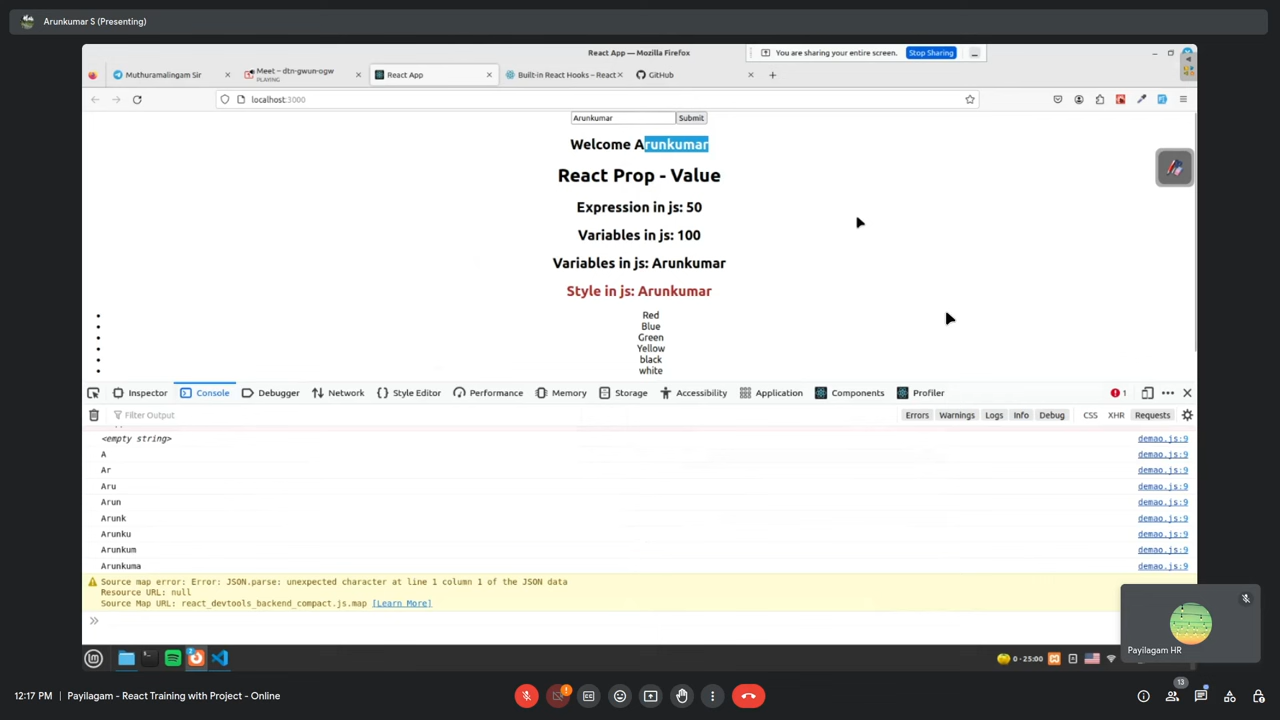 Arunkumar S (Presenting)
React App — Mozilla Firefox
You are sharing your entire screen. Stop Sharing
Muthuramalingam Sir
Meet – dtn-gwun-ogw
PLAYING
React App
Built-in React Hooks – React
GitHub
localhost:3000
Arunkumar Submit
Welcome Arunkumar
React Prop - Value
Expression in js: 50
Variables in js: 100
Variables in js: Arunkumar
Style in js: Arunkumar
Red
Blue
Green
Yellow
black
white
Inspector Console Debugger Network Style Editor Performance Memory Storage Accessibility Application Components Profiler 1
Filter Output Errors Warnings Logs Info Debug CSS XHR Requests
<empty string> demao.js:9
A demao.js:9
Ar demao.js:9
Aru demao.js:9
Arun demao.js:9
Arunk demao.js:9
Arunku demao.js:9
Arunkum demao.js:9
Arunkuma demao.js:9
Source map error: Error: JSON.parse: unexpected character at line 1 column 1 of the JSON data
Resource URL: null
Source Map URL: react_devtools_backend_compact.js.map [Learn More]
Payilagam HR
0 - 25:00
12:17 PM | Payilagam - React Training with Project - Online
13